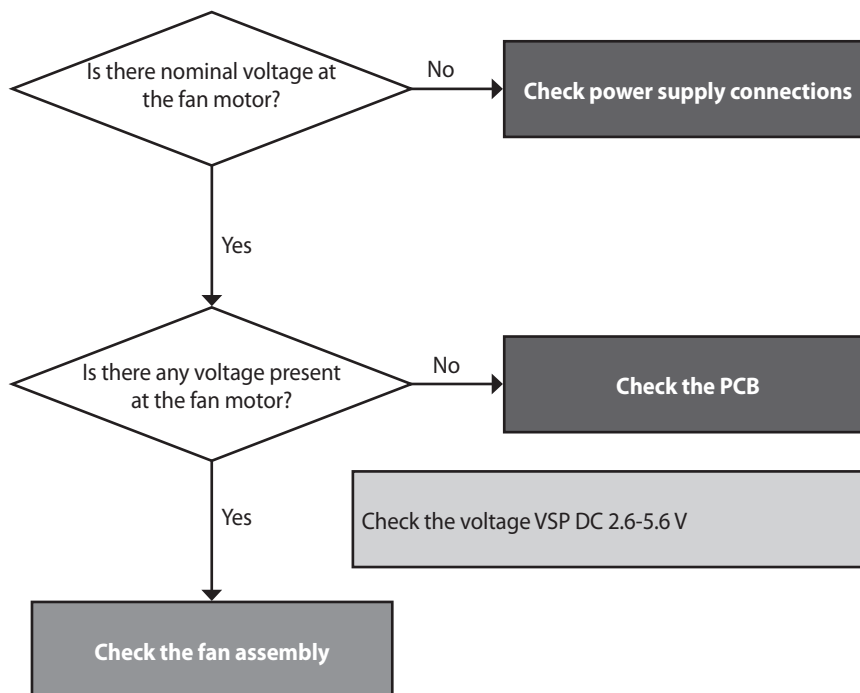 Is there nominal voltage at
the fan motor?
No
Check power supply connections
Yes
Is there any voltage present
at the fan motor?
No
Check the PCB
Yes
Check the voltage VSP DC 2.6-5.6 V
Check the fan assembly